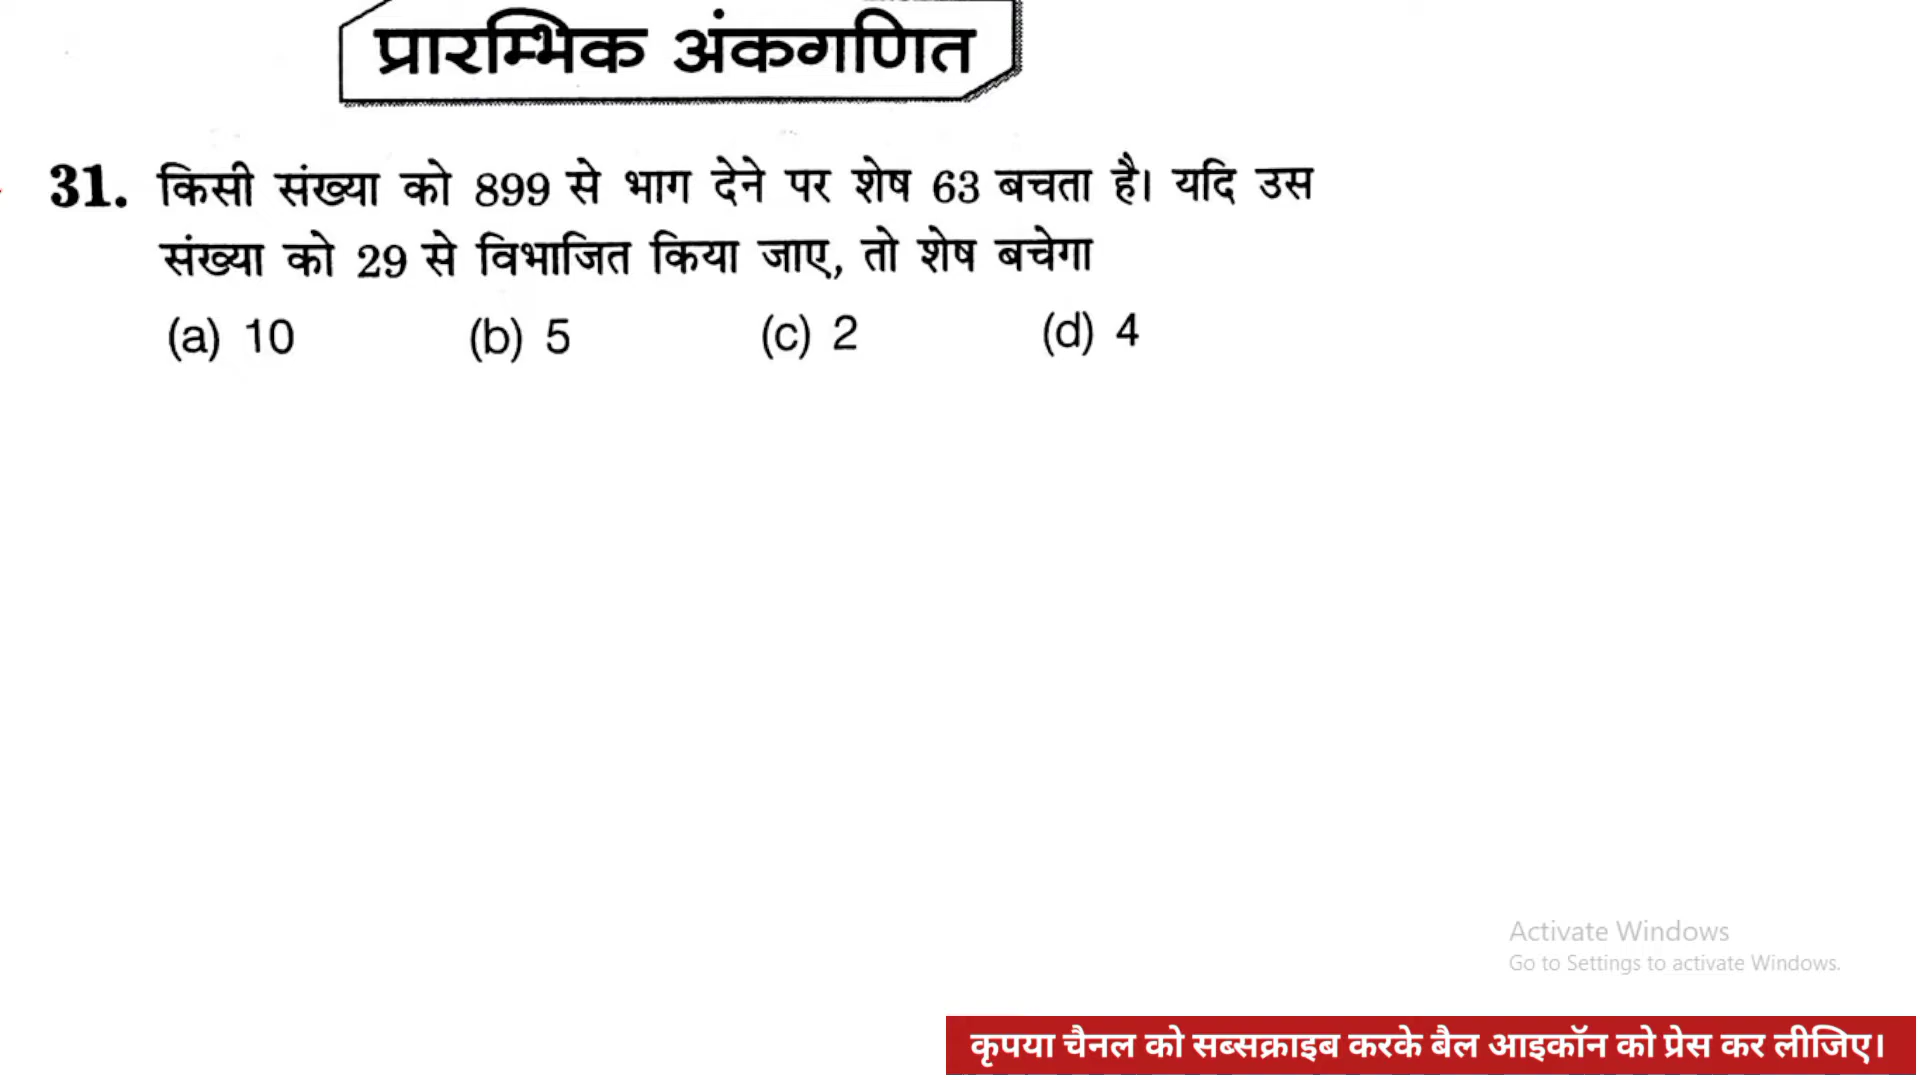 प्रारम्भिक अंकगणित
31. किसी संख्या को 899 से भाग देने पर शेष 63 बचता है। यदि उस
संख्या को 29 से विभाजित किया जाए, तो शेष बचेगा
(a) 10 (b) 5 (c) 2 (d) 4
Activate Windows
Go to Settings to activate Windows.
कृपया चैनल को सब्सक्राइब करके बैल आइकॉन को प्रेस कर लीजिए।